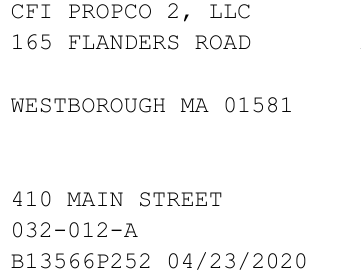 CFI PROPCO 2, LLC
165 FLANDERS ROAD
WESTBOROUGH MA 01581
410 MAIN STREET
032-012-A
B13566P252 04/23/2020